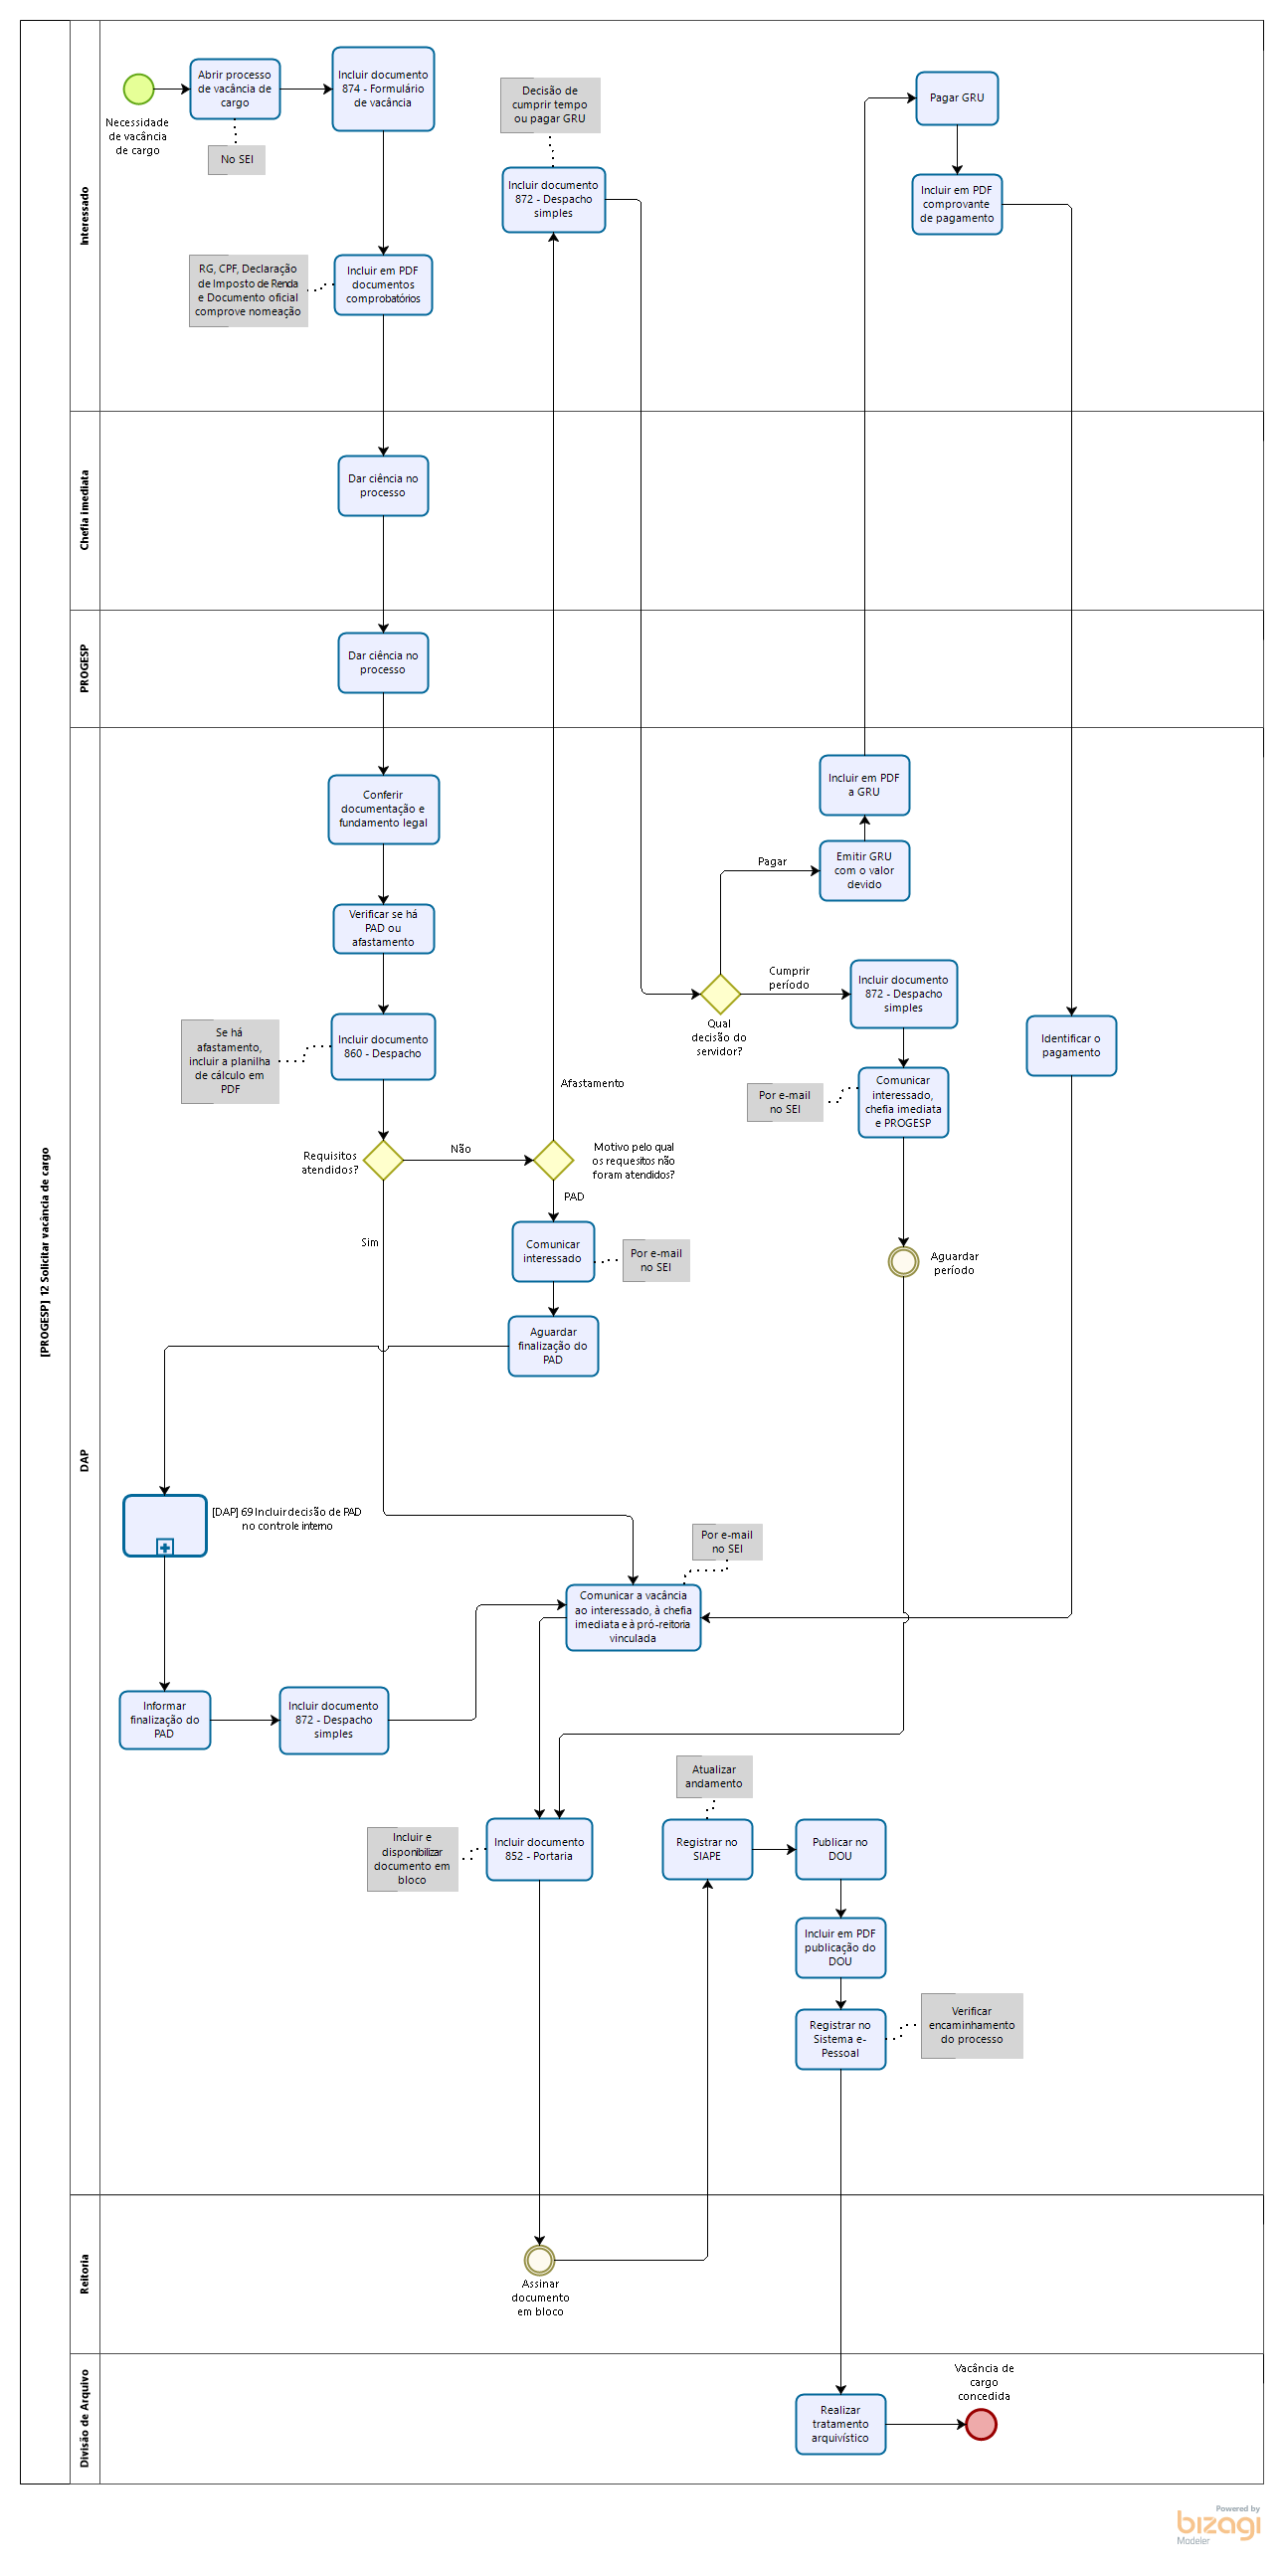 [PROGESP] 12 Solicitar vacância de cargo
Interessado
Necessidade
de vacância
de cargo
Abrir processo
de vacância de
cargo
No SEI
Incluir documento
874 - Formulário
de vacância
RG, CPF, Declaração
de Imposto de Renda
e Documento oficial
comprove nomeação
Incluir em PDF
documentos
comprobatórios
Decisão de
cumprir tempo
ou pagar GRU
Incluir documento
872 - Despacho
simples
Pagar GRU
Incluir em PDF
comprovante
de pagamento
Chefia imediata
Dar ciência no
processo
PROGESP
Dar ciência no
processo
DAP
Conferir
documentação e
fundamento legal
Verificar se há
PAD ou
afastamento
Se há
afastamento,
incluir a planilha
de cálculo em
PDF
Incluir documento
860 - Despacho
Requisitos
atendidos?
Não
Sim
Afastamento
Motivo pelo qual
os requesitos não
foram atendidos?
PAD
Comunicar
interessado
Por e-mail
no SEI
Aguardar
finalização do
PAD
Incluir em PDF
a GRU
Emitir GRU
com o valor
devido
Pagar
Qual
decisão do
servidor?
Cumprir
período
Incluir documento
872 - Despacho
simples
Por e-mail
no SEI
Comunicar
interessado,
chefia imediata
e PROGESP
Aguardar
período
Identificar o
pagamento
[DAP] 69 Incluir decisão de PAD
no controle interno
Informar
finalização do
PAD
Incluir documento
872 - Despacho
simples
Por e-mail
no SEI
Comunicar a vacância
ao interessado, à chefia
imediata e à pró-reitoria
vinculada
Incluir e
disponibilizar
documento em
bloco
Incluir documento
852 - Portaria
Atualizar
andamento
Registrar no
SIAPE
Publicar no
DOU
Incluir em PDF
publicação do
DOU
Registrar no
Sistema e-
Pessoal
Verificar
encaminhamento
do processo
Reitoria
Assinar
documento
em bloco
Divisão de Arquivo
Realizar
tratamento
arquivístico
Vacância de
cargo
concedida
Powered by
bizagi
Modeler